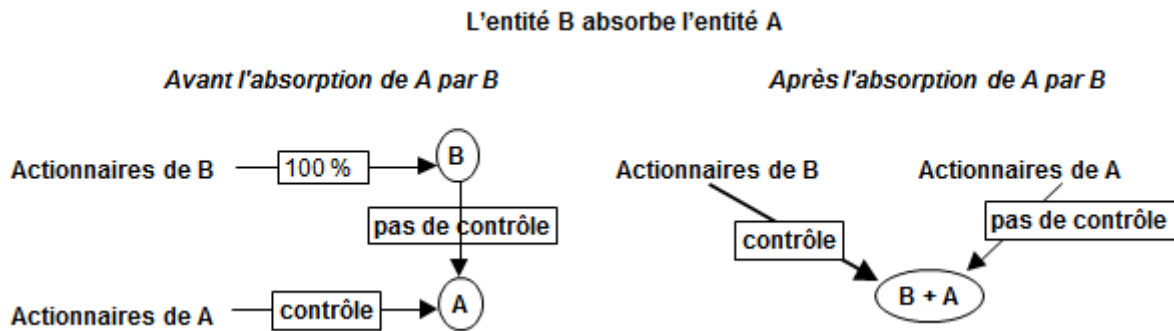 L'entité B absorbe l'entité A
Avant l'absorption de A par B
Après l'absorption de A par B
Actionnaires de B
100 %
B
pas de contrôle
Actionnaires de A
contrôle
A
Actionnaires de B
Actionnaires de A
contrôle
pas de contrôle
B + A